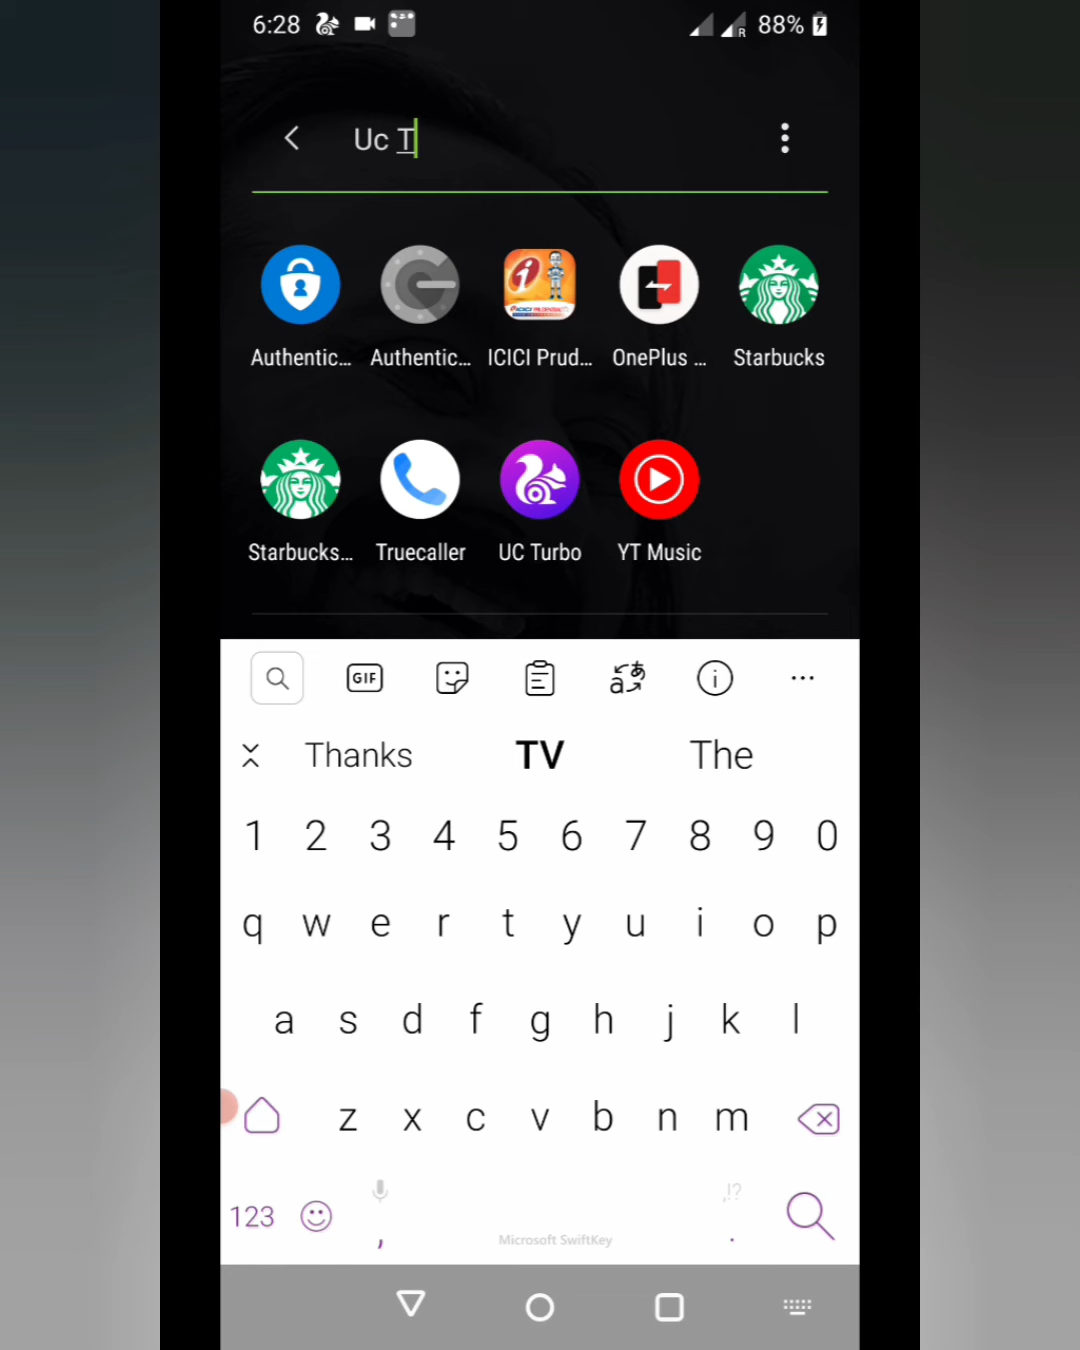 6:28 R 88%
Uc T
Authentic... Authentic... ICICI Prud... OnePlus ... Starbucks
Starbucks... Truecaller UC Turbo YT Music
GIF
Thanks TV The
1 2 3 4 5 6 7 8 9 0
q w e r t y u i o p
a s d f g h j k l
z x c v b n m
123 , Microsoft SwiftKey ,!? .